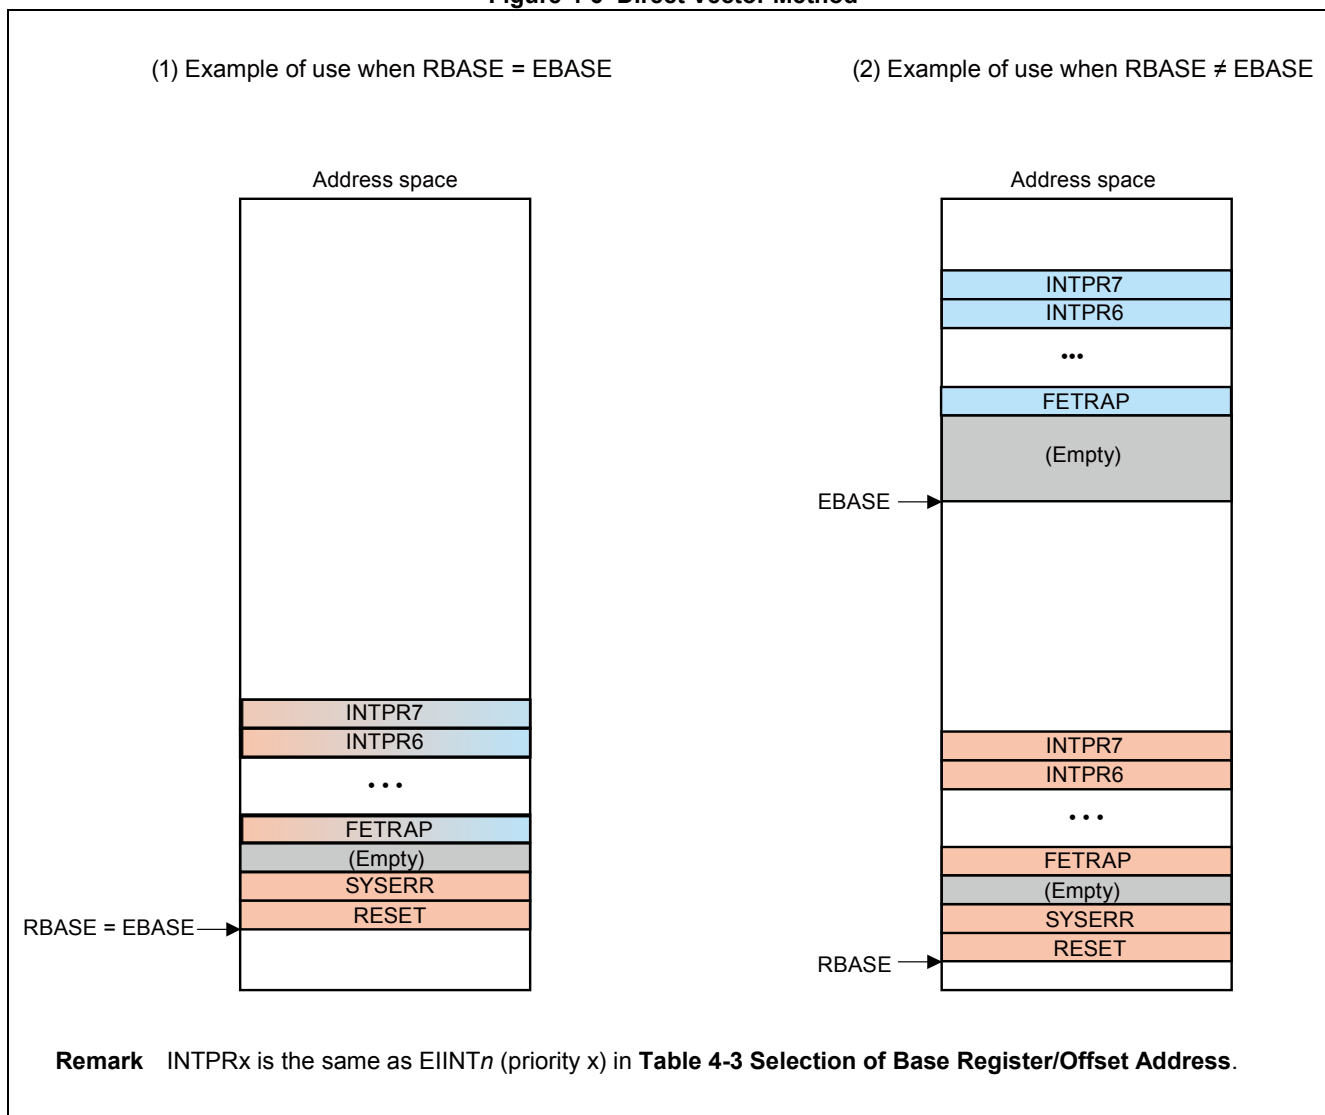 Figure 4-3 Direct Vector Method
(1) Example of use when RBASE = EBASE
Address space
INTPR7
INTPR6
• • •
FETRAP
(Empty)
SYSERR
RESET
RBASE = EBASE
(2) Example of use when RBASE ≠ EBASE
Address space
INTPR7
INTPR6
•••
FETRAP
(Empty)
EBASE
INTPR7
INTPR6
• • •
FETRAP
(Empty)
SYSERR
RESET
RBASE
Remark INTPRx is the same as EIINTn (priority x) in Table 4-3 Selection of Base Register/Offset Address.